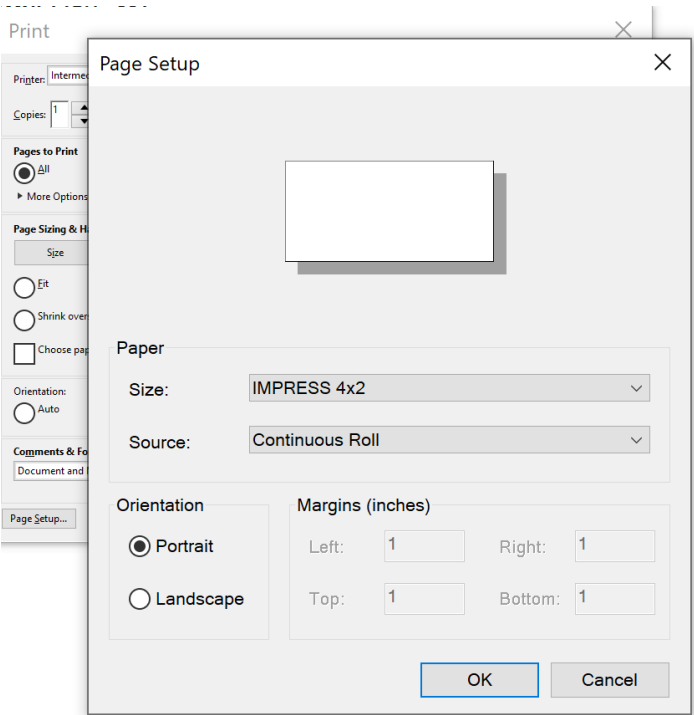 Print
Page Setup
Printer: Intermed
Copies: 1
Pages to Print
All
More Options
Page Sizing & Ha
Size
Fit
Shrink over
Choose pap
Orientation:
Auto
Comments & Fo
Document and
Page Setup...
Paper
Size: IMPRESS 4x2
Source: Continuous Roll
Orientation
Portrait
Landscape
Margins (inches)
Left: 1 Right: 1
Top: 1 Bottom: 1
OK Cancel